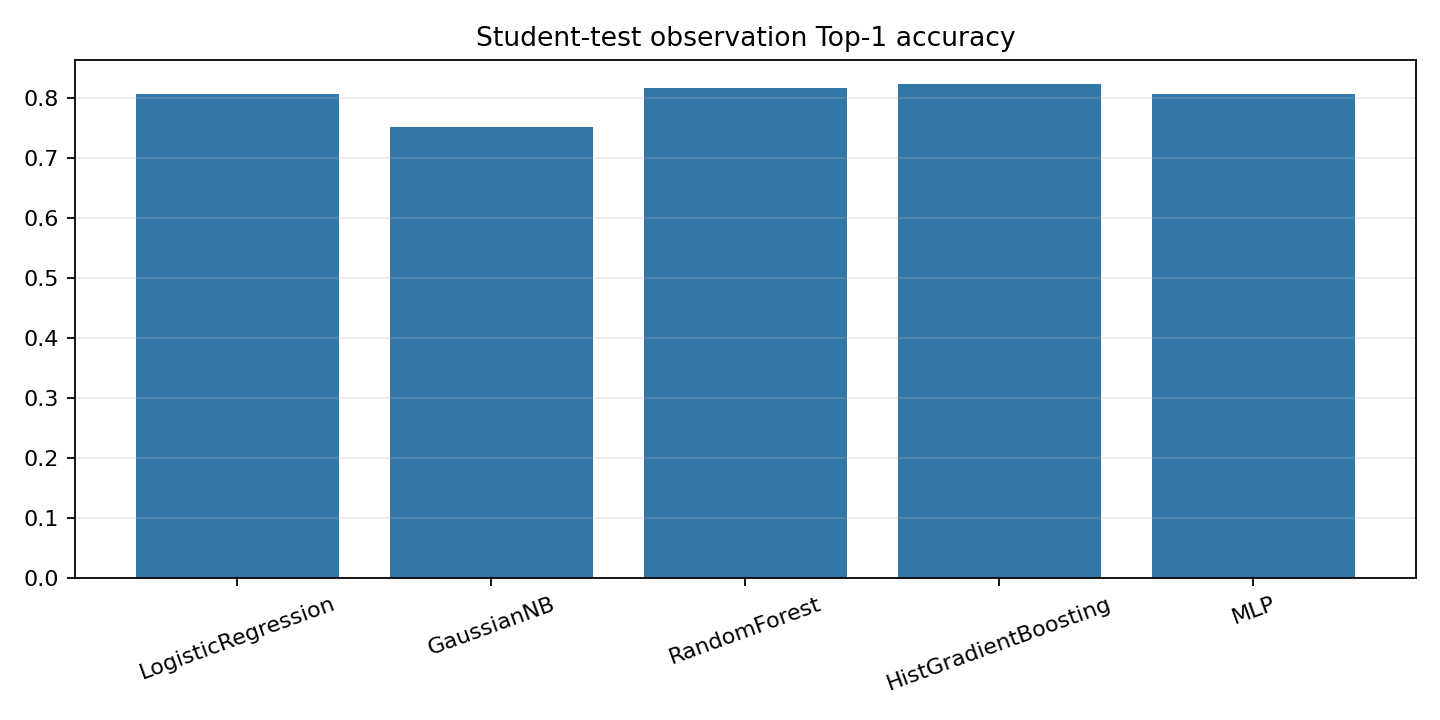 Student-test observation Top-1 accuracy
0.8
0.7
0.6
0.5
0.4
0.3
0.2
0.1
0.0
LogisticRegression
GaussianNB
RandomForest
HistGradientBoosting
MLP